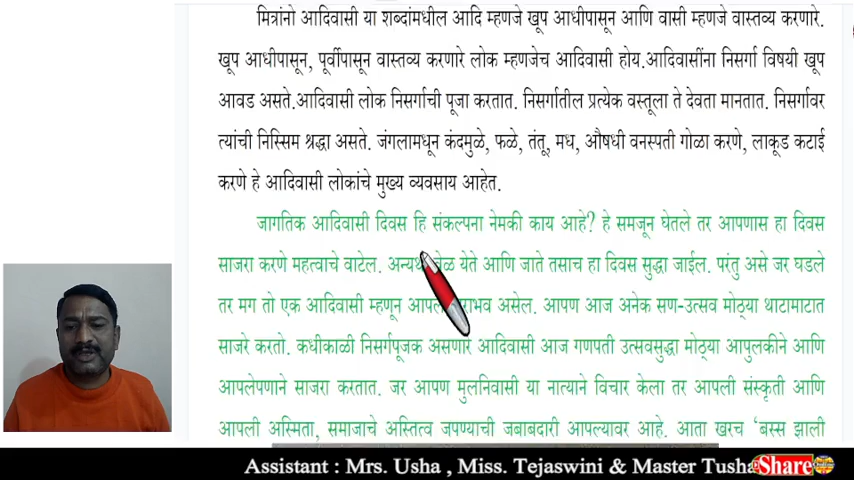 मित्रांनो आदिवासी या शब्दांमधील आदि म्हणजे खूप आधीपासून आणि वासी म्हणजे वास्तव्य करणारे.
खूप आधीपासून, पूर्वीपासून वास्तव्य करणारे लोक म्हणजेच आदिवासी होय.आदिवासींना निसर्गा विषयी खूप
आवड असते.आदिवासी लोक निसर्गाची पूजा करतात. निसर्गातील प्रत्येक वस्तूला ते देवता मानतात. निसर्गावर
त्यांची निस्सिम श्रद्धा असते. जंगलामधून कंदमुळे, फळे, तंतू, मध, औषधी वनस्पती गोळा करणे, लाकूड कटाई
करणे हे आदिवासी लोकांचे मुख्य व्यवसाय आहेत.
जागतिक आदिवासी दिवस हि संकल्पना नेमकी काय आहे? हे समजून घेतले तर आपणास हा दिवस
साजरा करणे महत्वाचे वाटेल. येते आणि जाते तसाच हा दिवस सुद्धा जाईल. परंतु असे जर घडले
तर मग तो एक आदिवासी म्हणून असेल. आपण आज अनेक सण-उत्सव मोठ्या थाटामाटात
साजरे करतो. कधीकाळी निसर्गपूजक असणारे आदिवासी आज गणपती उत्सवसुद्धा मोठ्या आपुलकीने आणि
आपलेपणाने साजरा करतात. जर आपण मुलनिवासी या नात्याने विचार केला तर आपली संस्कृती आणि
आपली अस्मिता, समाजाचे अस्तित्व जपण्याची जबाबदारी आपल्यावर आहे. आता खरच ‘बस्स झाली
Assistant : Mrs. Usha , Miss. Tejaswini & Master Tusha
Share